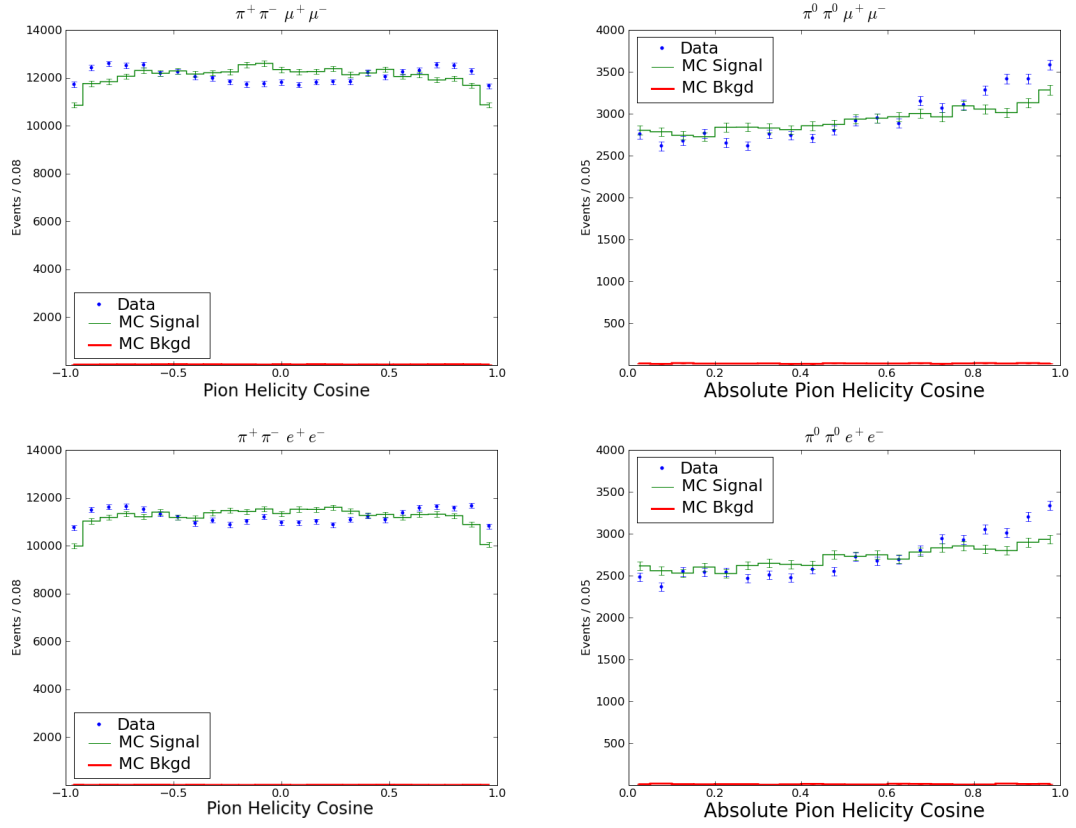 π⁺ π⁻ μ⁺ μ⁻
14000
12000
10000
8000
6000
4000
2000
Events / 0.08
Data
MC Signal
MC Bkgd
−1.0 −0.5 0.0 0.5 1.0
Pion Helicity Cosine
π⁰ π⁰ μ⁺ μ⁻
4000
3500
3000
2500
2000
1500
1000
500
Events / 0.05
Data
MC Signal
MC Bkgd
0.0 0.2 0.4 0.6 0.8 1.0
Absolute Pion Helicity Cosine
π⁺ π⁻ e⁺ e⁻
14000
12000
10000
8000
6000
4000
2000
Events / 0.08
Data
MC Signal
MC Bkgd
−1.0 −0.5 0.0 0.5 1.0
Pion Helicity Cosine
π⁰ π⁰ e⁺ e⁻
4000
3500
3000
2500
2000
1500
1000
500
Events / 0.05
Data
MC Signal
MC Bkgd
0.0 0.2 0.4 0.6 0.8 1.0
Absolute Pion Helicity Cosine